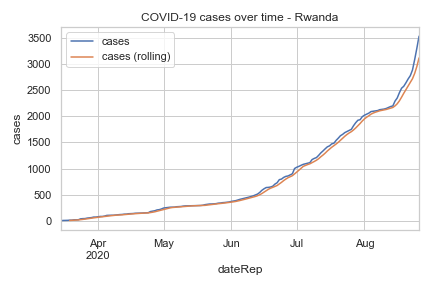 COVID-19 cases over time - Rwanda
cases
cases (rolling)
3500
3000
2500
2000
1500
1000
500
0
cases
Apr May Jun Jul Aug
2020
dateRep